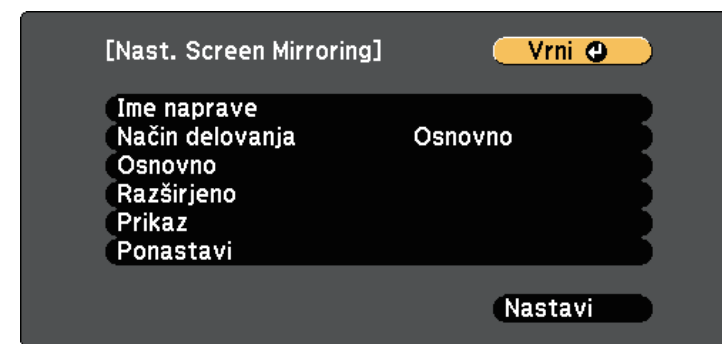 [Nast. Screen Mirroring] Vrni
Ime naprave
Način delovanja Osnovno
Osnovno
Razširjeno
Prikaz
Ponastavi
Nastavi